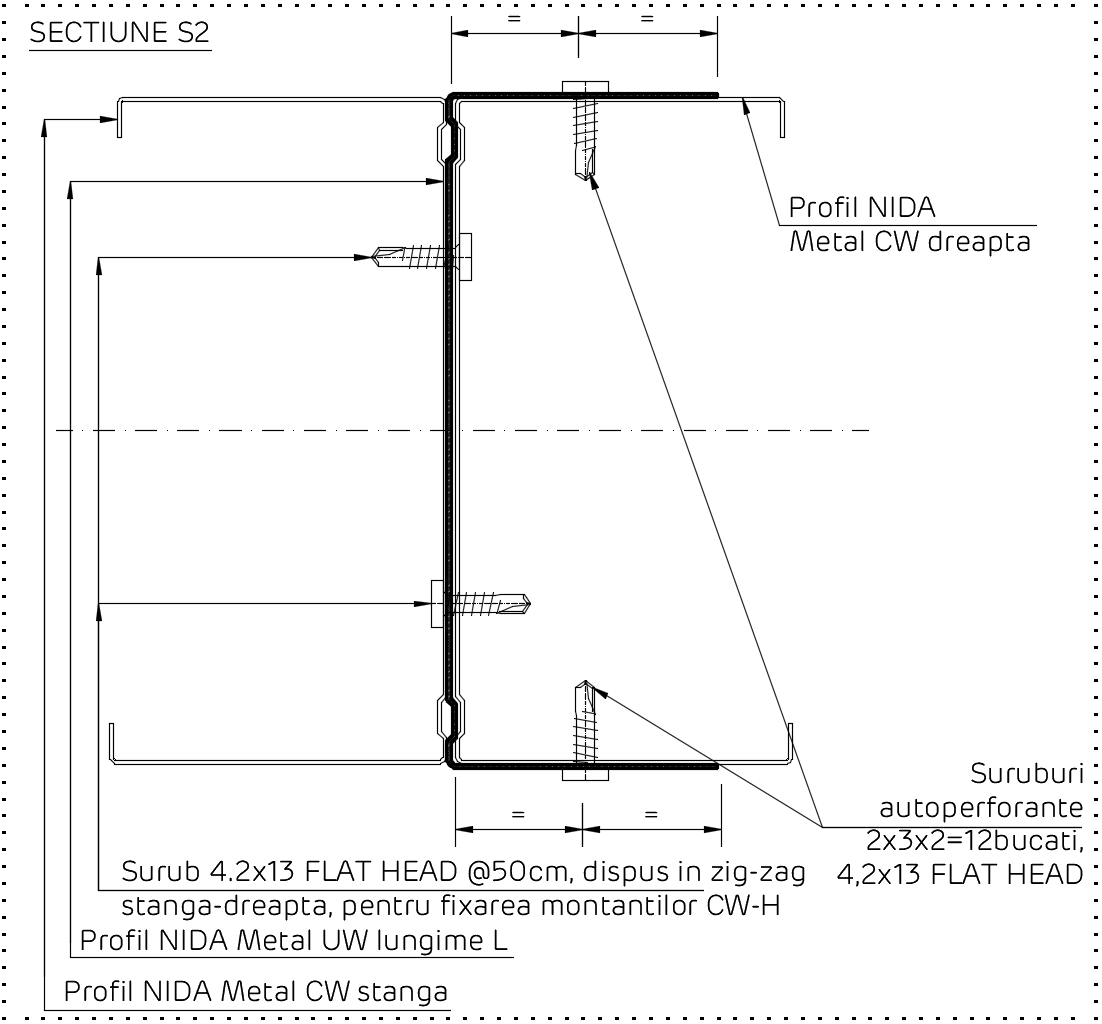 SECTIUNE S2
= =
Profil NIDA
Metal CW dreapta
Suruburi
autoperforante
2x3x2=12bucati,
4,2x13 FLAT HEAD
= =
Surub 4.2x13 FLAT HEAD @50cm, dispus in zig-zag
stanga-dreapta, pentru fixarea montantilor CW-H
Profil NIDA Metal UW lungime L
Profil NIDA Metal CW stanga